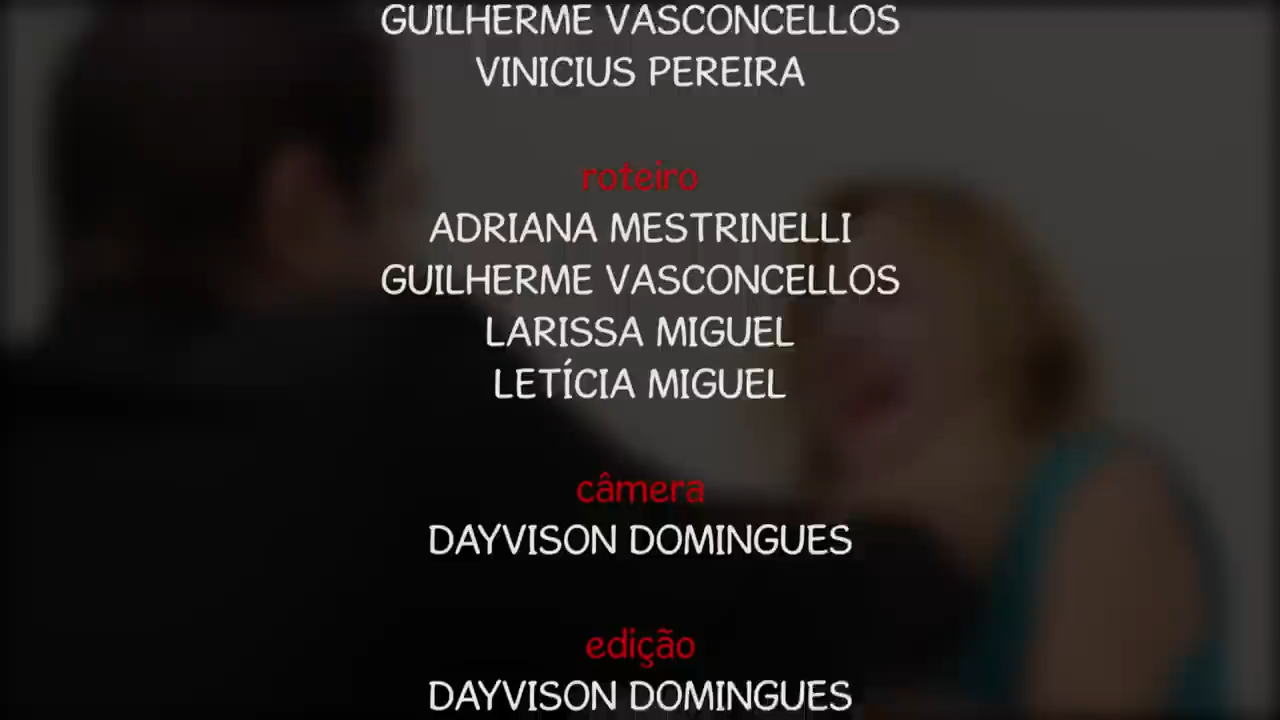 GUILHERME VASCONCELLOS
VINICIUS PEREIRA
roteiro
ADRIANA MESTRINELLI
GUILHERME VASCONCELLOS
LARISSA MIGUEL
LETÍCIA MIGUEL
câmera
DAYVISON DOMINGUES
edição
DAYVISON DOMINGUES